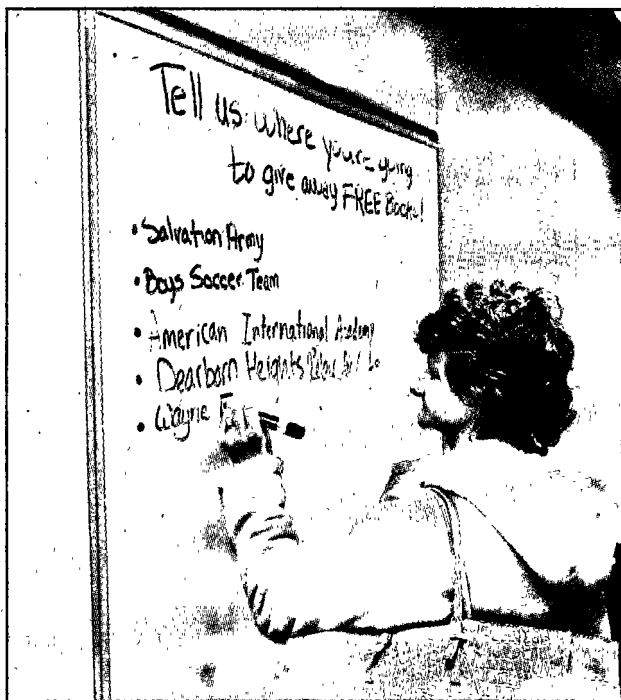 Tell us where you're going
to give away FREE Books!
• Salvation Army
• Boys Soccer Team
• American International Academy
• Dearborn Heights
• Wayne